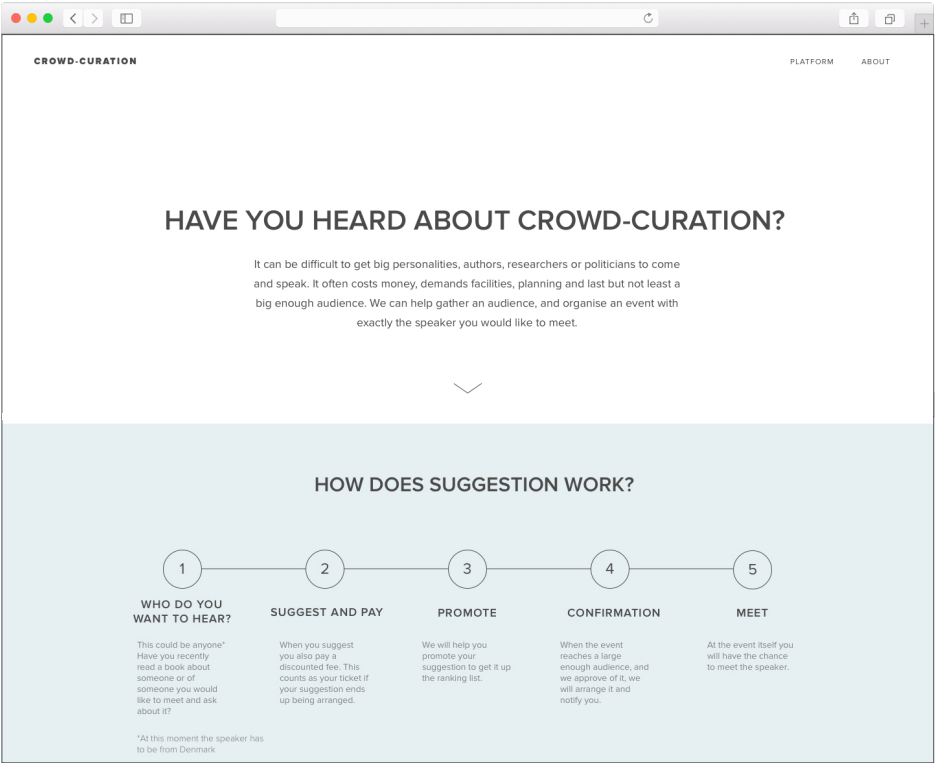 CROWD-CURATION
PLATFORM ABOUT
HAVE YOU HEARD ABOUT CROWD-CURATION?
It can be difficult to get big personalities, authors, researchers or politicians to come
and speak. It often costs money, demands facilities, planning and last but not least a
big enough audience. We can help gather an audience, and organise an event with
exactly the speaker you would like to meet.
HOW DOES SUGGESTION WORK?
1
WHO DO YOU
WANT TO HEAR?
This could be anyone*
Have you recently
read a book about
someone or of
someone you would
like to meet and ask
about it?
*At this moment the speaker has
to be from Denmark
2
SUGGEST AND PAY
When you suggest
you also pay a
discounted fee. This
counts as your ticket if
your suggestion ends
up being arranged.
3
PROMOTE
We will help you
promote your
suggestion to get it up
the ranking list.
4
CONFIRMATION
When the event
reaches a large
enough audience, and
we approve of it, we
will arrange it and
notify you.
5
MEET
At the event itself you
will have the chance
to meet the speaker.